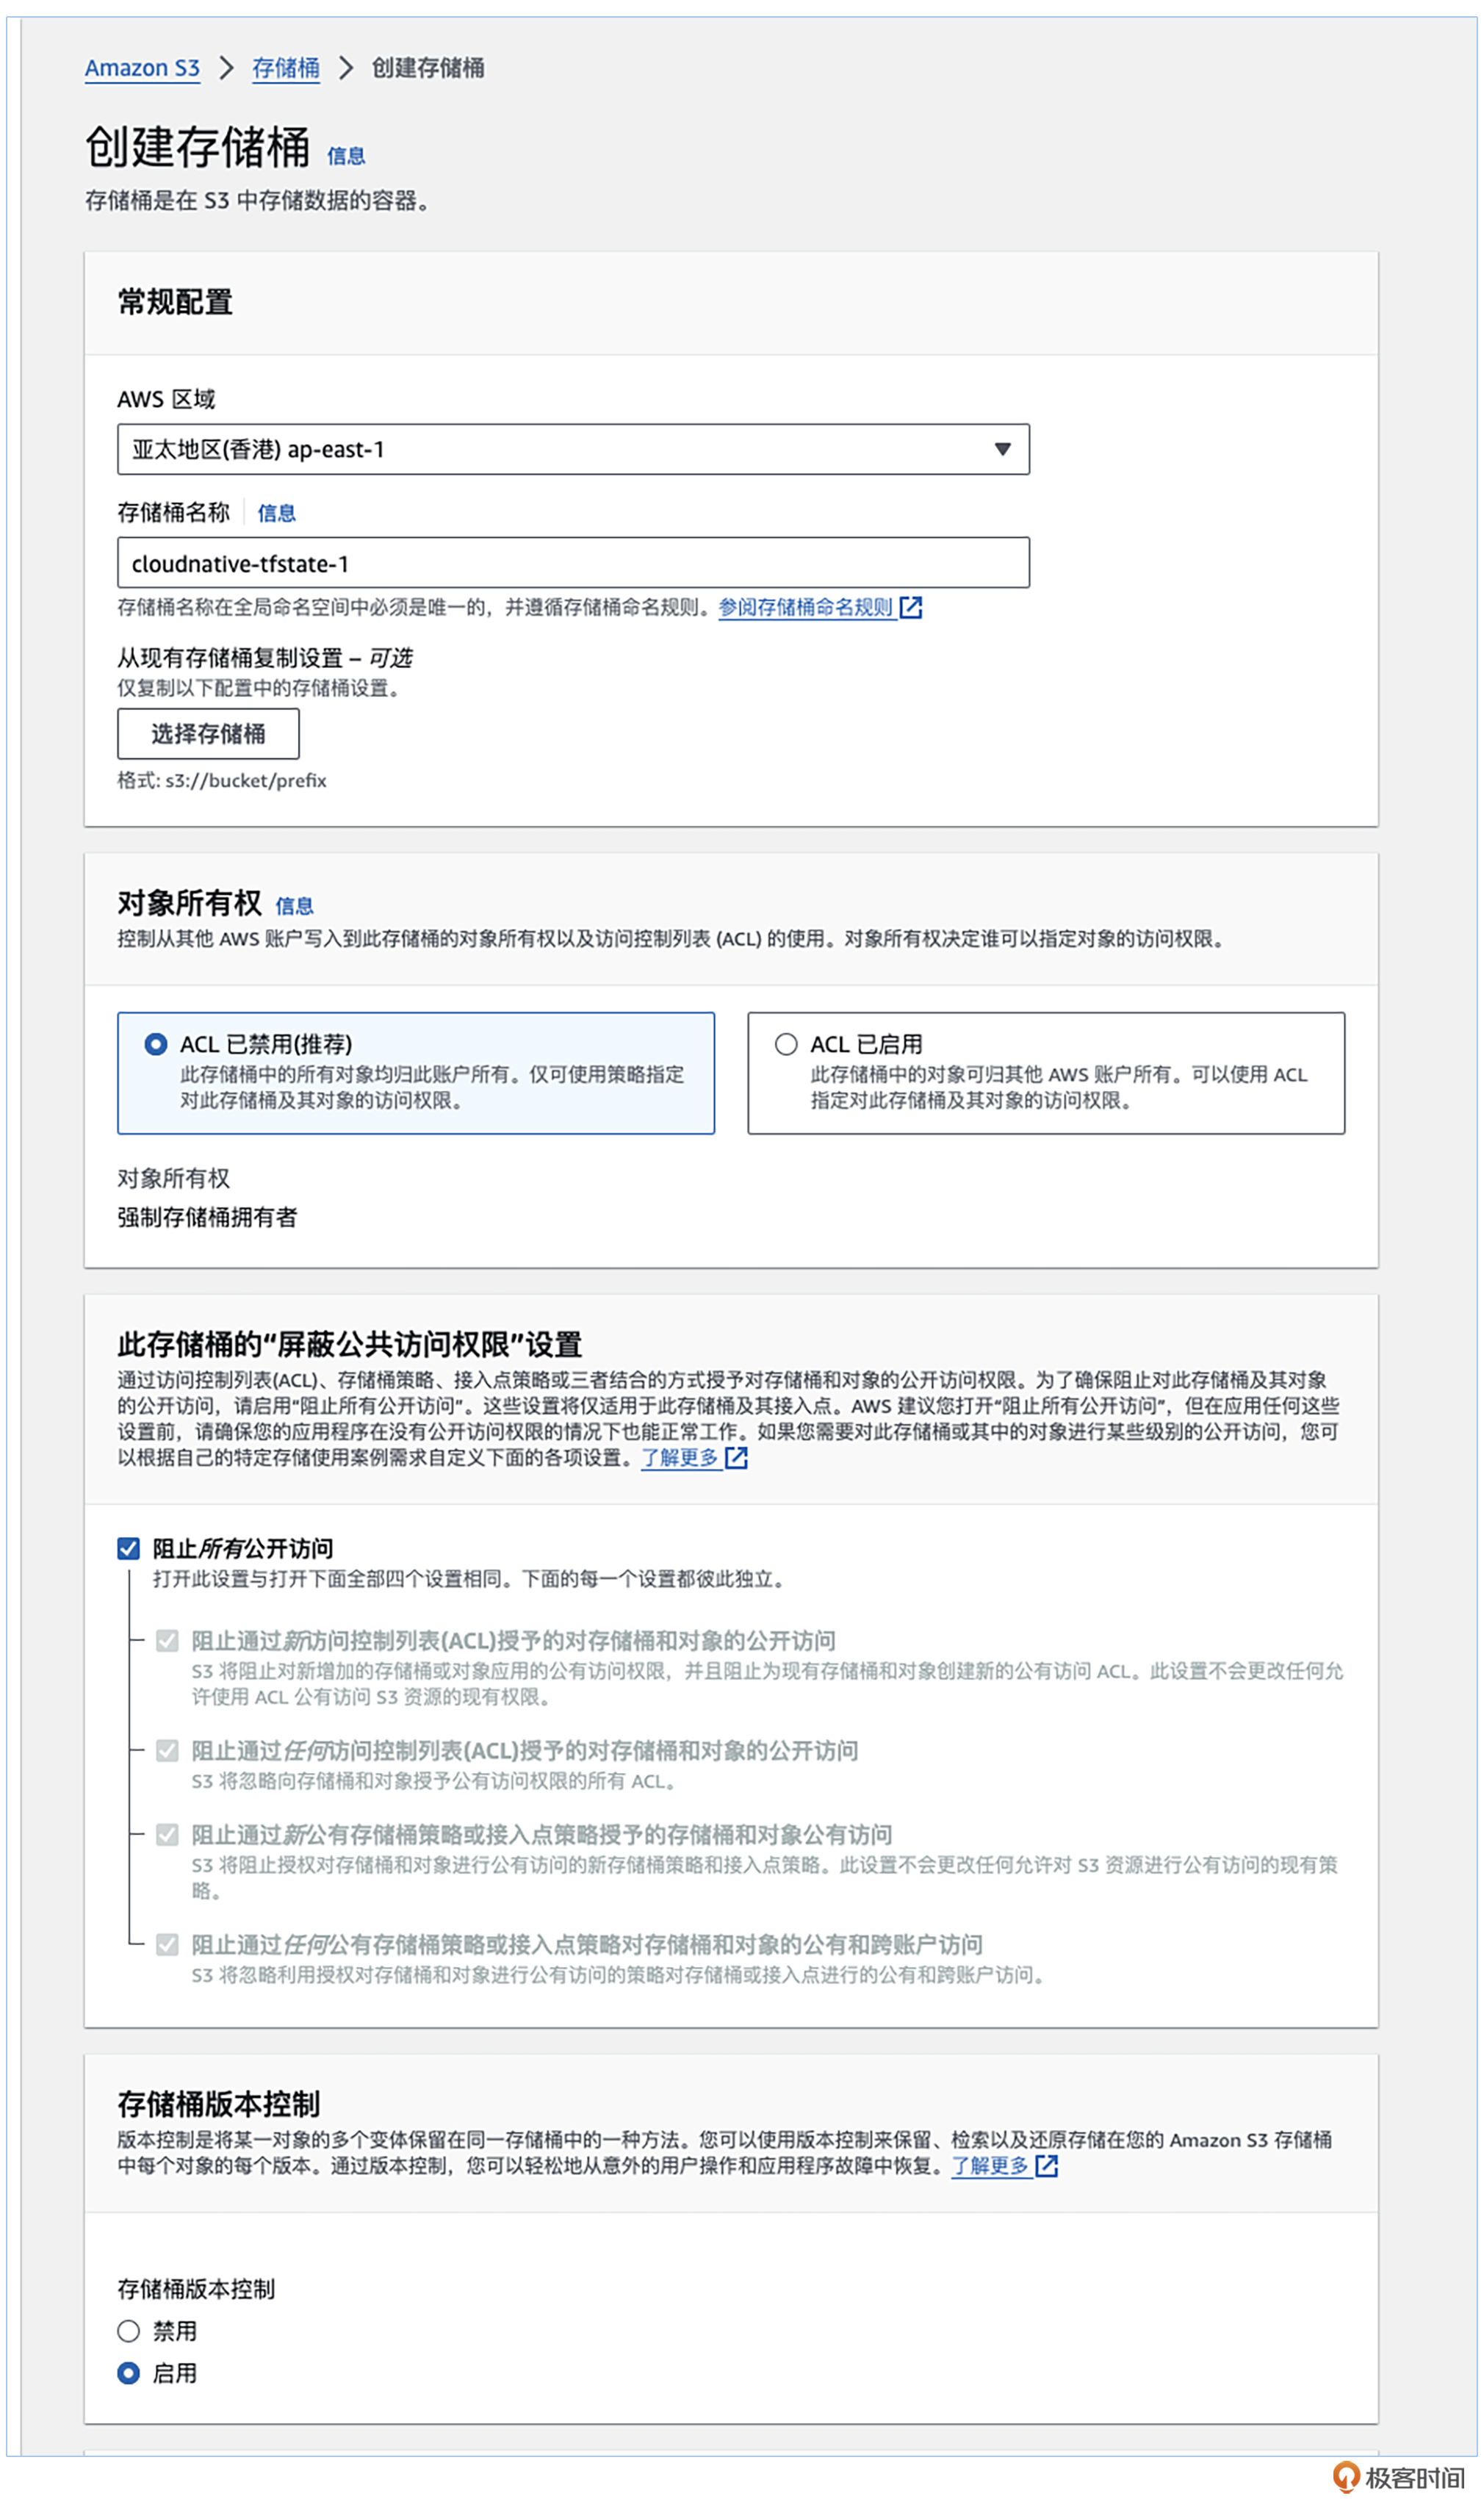 Amazon S3 > 存储桶 > 创建存储桶
创建存储桶 信息
存储桶是在 S3 中存储数据的容器。
常规配置
AWS 区域
亚太地区(香港) ap-east-1
存储桶名称 信息
cloudnative-tfstate-1
存储桶名称在全局命名空间中必须是唯一的，并遵循存储桶命名规则。参阅存储桶命名规则
从现有存储桶复制设置 – 可选
仅复制以下配置中的存储桶设置。
选择存储桶
格式: s3://bucket/prefix
对象所有权 信息
控制从其他 AWS 账户写入到此存储桶的对象所有权以及访问控制列表 (ACL) 的使用。对象所有权决定谁可以指定对象的访问权限。
ACL 已禁用(推荐)
此存储桶中的所有对象均归此账户所有。仅可使用策略指定
对此存储桶及其对象的访问权限。
ACL 已启用
此存储桶中的对象可归其他 AWS 账户所有。可以使用 ACL
指定对此存储桶及其对象的访问权限。
对象所有权
强制存储桶拥有者
此存储桶的“屏蔽公共访问权限”设置
通过访问控制列表(ACL)、存储桶策略、接入点策略或三者结合的方式授予对存储桶和对象的公开访问权限。为了确保阻止对此存储桶及其对象
的公开访问，请启用“阻止所有公开访问”。这些设置将仅适用于此存储桶及其接入点。AWS 建议您打开“阻止所有公开访问”，但在应用任何这些
设置前，请确保您的应用程序在没有公开访问权限的情况下也能正常工作。如果您需要对此存储桶或其中的对象进行某些级别的公开访问，您可
以根据自己的特定存储使用案例需求自定义下面的各项设置。了解更多
阻止所有公开访问
打开此设置与打开下面全部四个设置相同。下面的每一个设置都彼此独立。
阻止通过新访问控制列表(ACL)授予的对存储桶和对象的公开访问
S3 将阻止对新增加的存储桶或对象应用的公有访问权限，并且阻止为现有存储桶和对象创建新的公有访问 ACL。此设置不会更改任何允
许使用 ACL 公有访问 S3 资源的现有权限。
阻止通过任何访问控制列表(ACL)授予的对存储桶和对象的公开访问
S3 将忽略向存储桶和对象授予公有访问权限的所有 ACL。
阻止通过新公有存储桶策略或接入点策略授予的存储桶和对象公有访问
S3 将阻止授权对存储桶和对象进行公有访问的新存储桶策略和接入点策略。此设置不会更改任何允许对 S3 资源进行公有访问的现有策
略。
阻止通过任何公有存储桶策略或接入点策略对存储桶和对象的公有和跨账户访问
S3 将忽略利用授权对存储桶和对象进行公有访问的策略对存储桶或接入点进行的公有和跨账户访问。
存储桶版本控制
版本控制是将某一对象的多个变体保留在同一存储桶中的一种方法。您可以使用版本控制来保留、检索以及还原存储在您的 Amazon S3 存储桶
中每个对象的每个版本。通过版本控制，您可以轻松地从意外的用户操作和应用程序故障中恢复。了解更多
存储桶版本控制
禁用
启用
极客时间